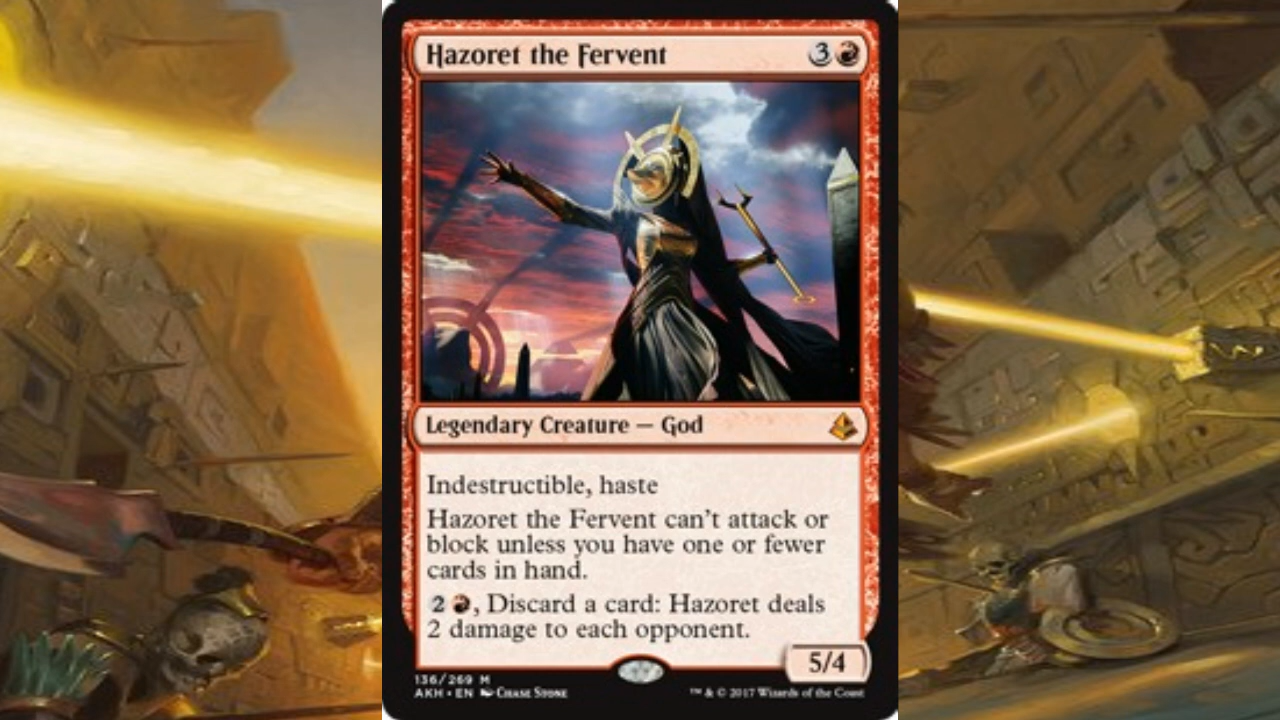 Hazoret the Fervent 3
Legendary Creature — God
Indestructible, haste
Hazoret the Fervent can't attack or
block unless you have one or fewer
cards in hand.
2 , Discard a card: Hazoret deals
2 damage to each opponent.
5/4
136/269 M
AKH • EN Chase Stone
™ & © 2017 Wizards of the Coast